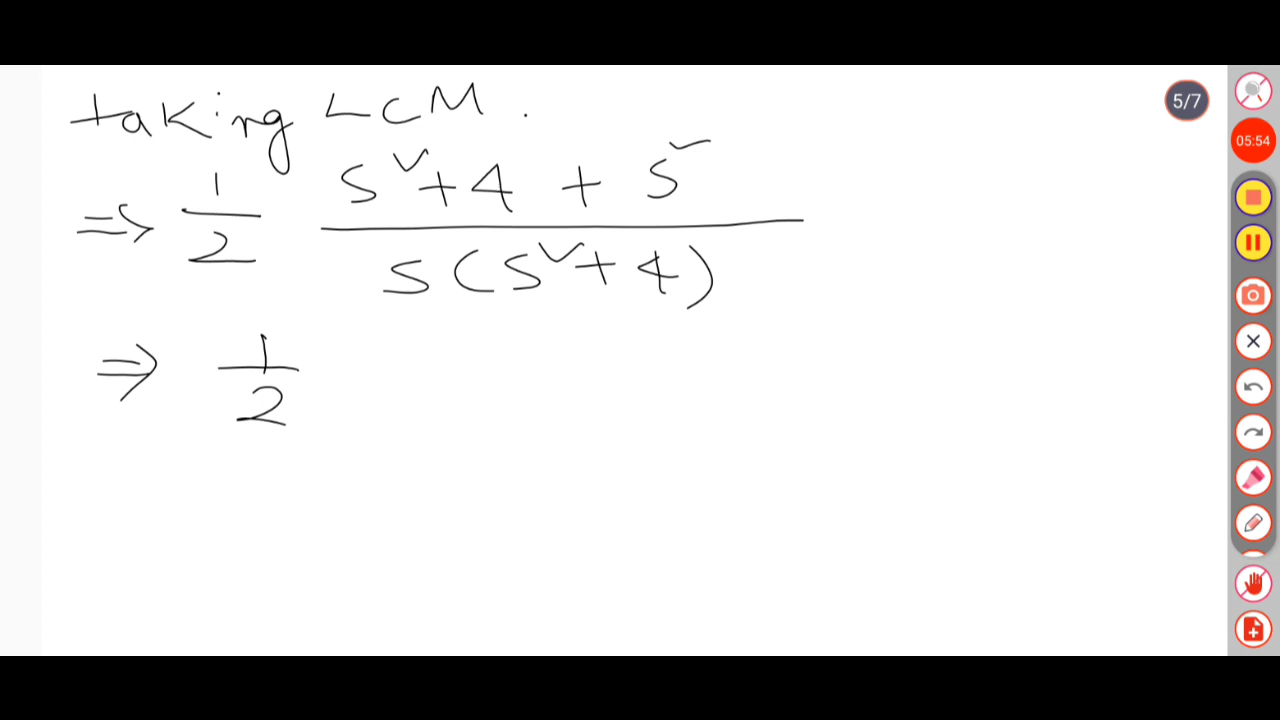 taking LCM.
5/7
05:54
⇒ 1/2 (s²+4 + s²)/(s(s²+4))
⇒ 1/2